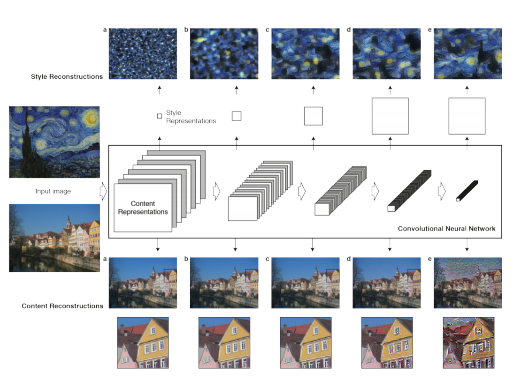 a b c d e
Style Reconstructions
Style
Representations
Input image
Content
Representations
Convolutional Neural Network
a b c d e
Content Reconstructions